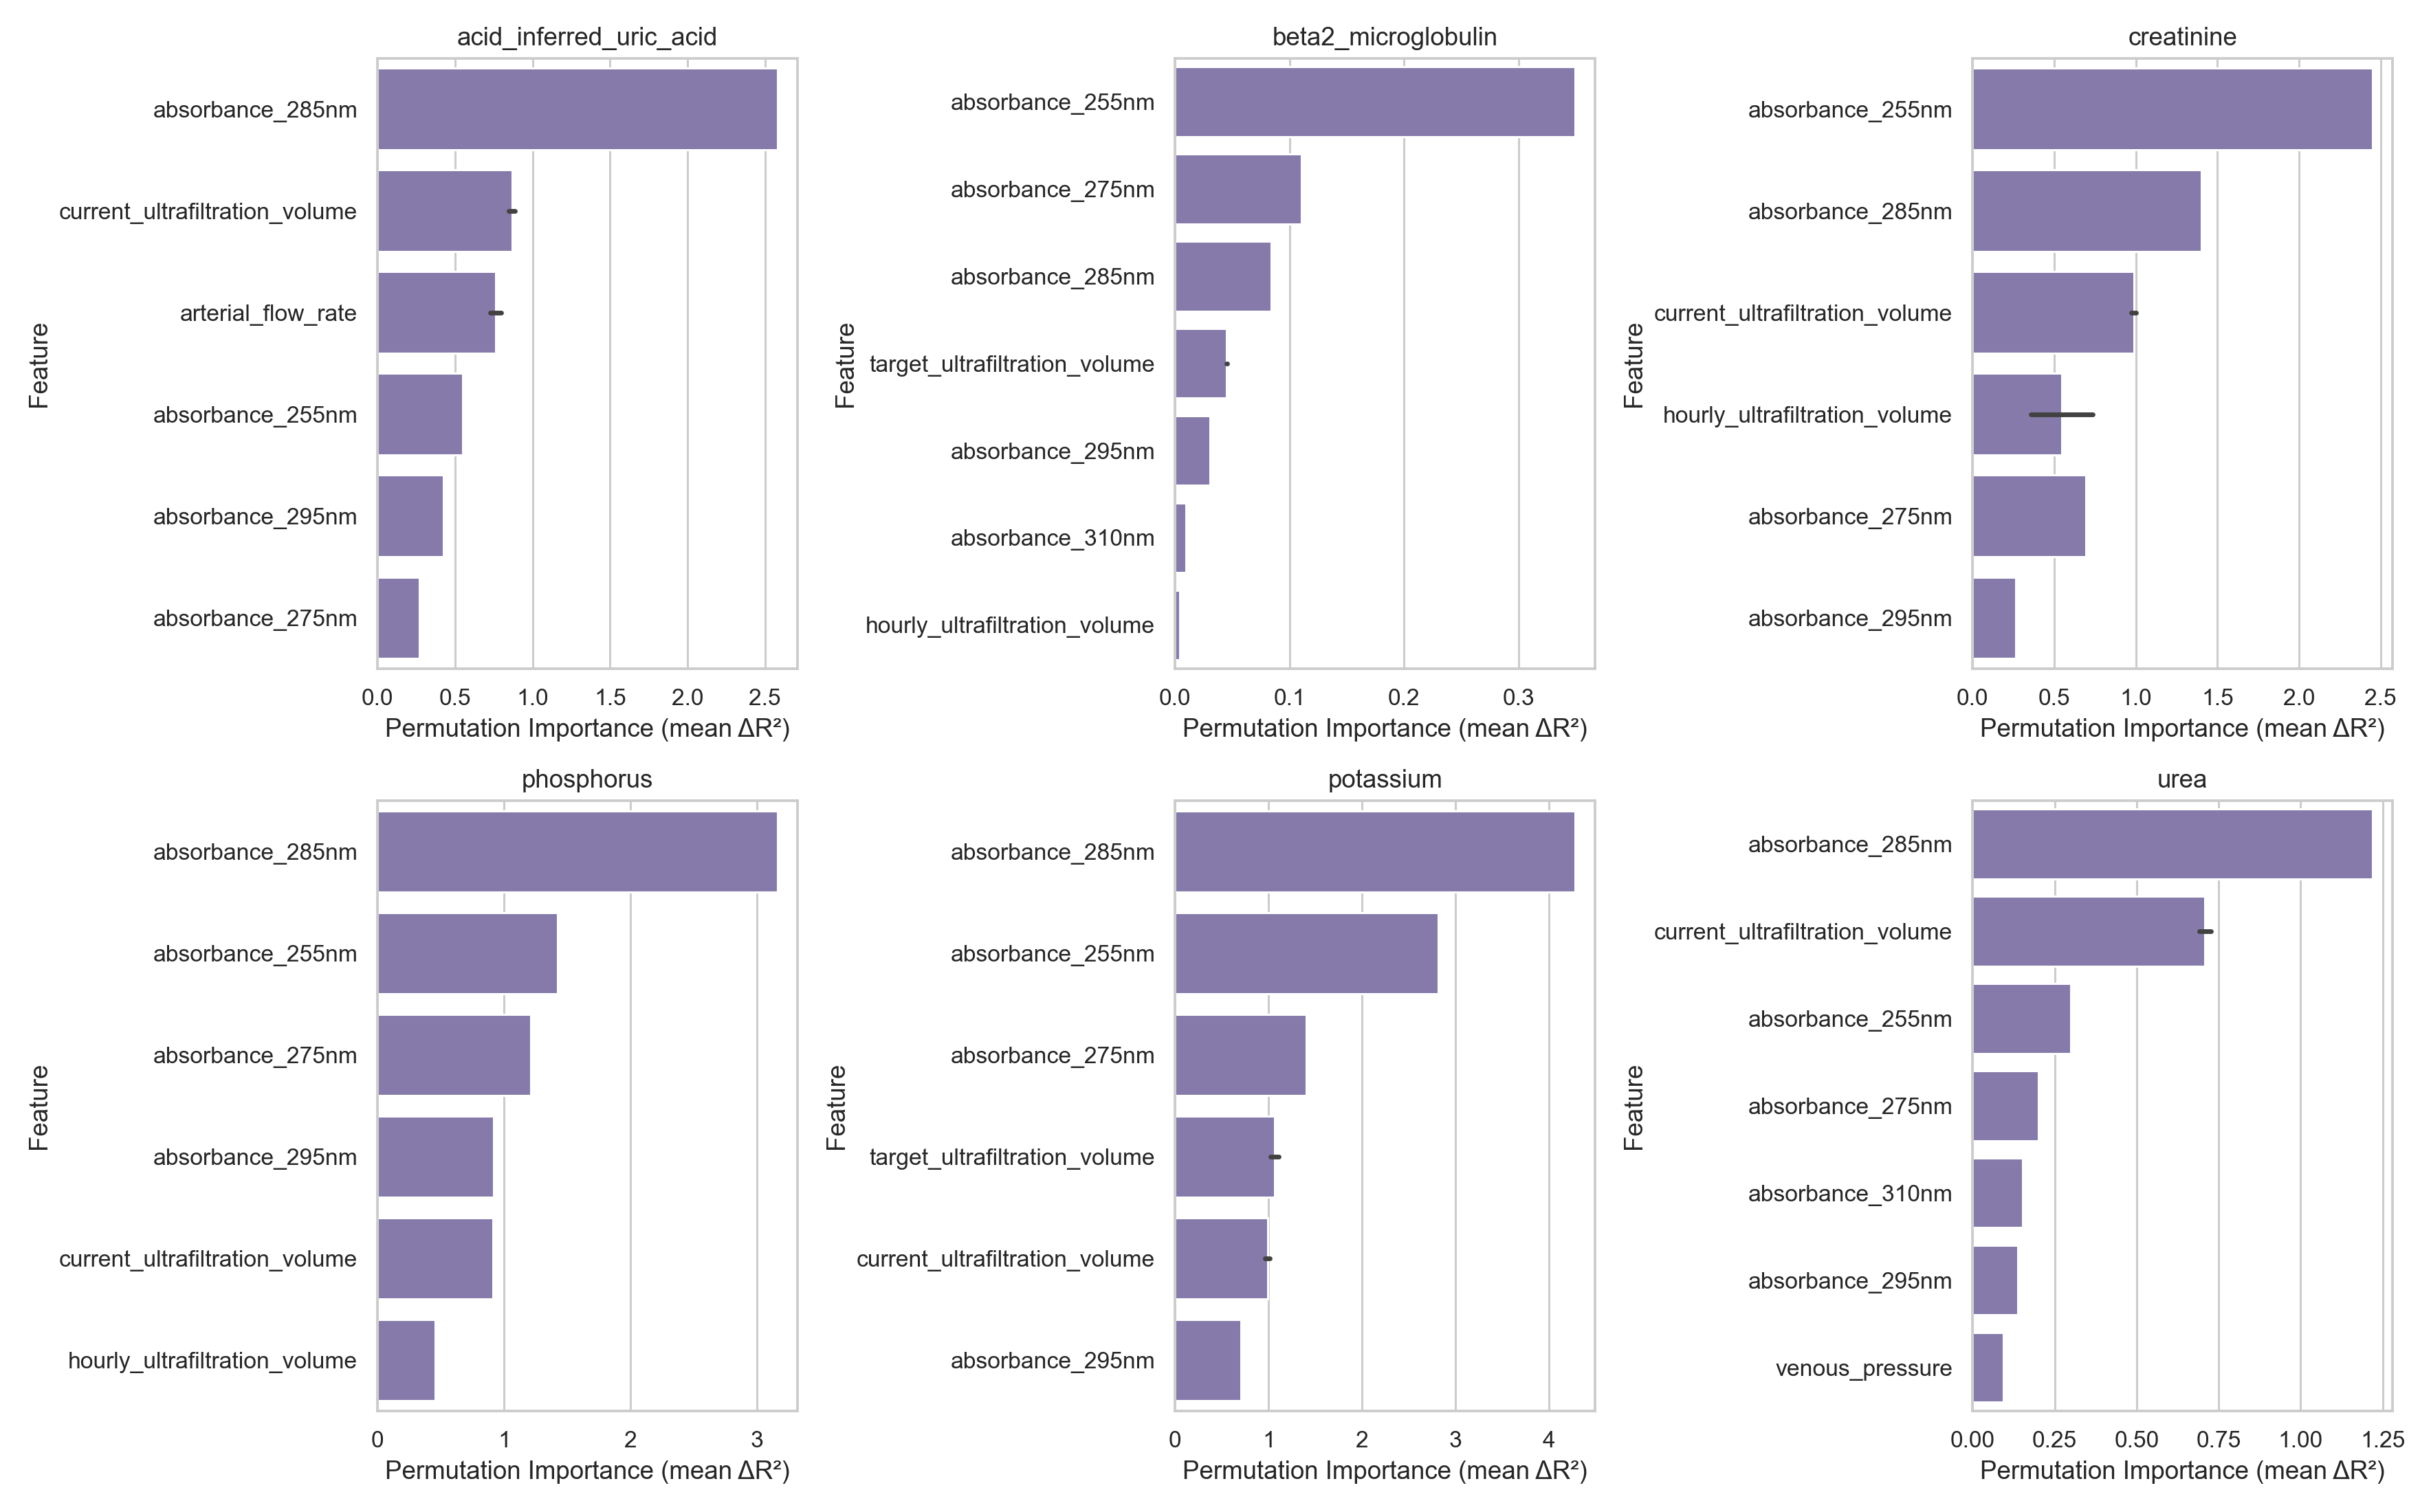 acid_inferred_uric_acid
Feature
absorbance_285nm
current_ultrafiltration_volume
arterial_flow_rate
absorbance_255nm
absorbance_295nm
absorbance_275nm
0.0 0.5 1.0 1.5 2.0 2.5
Permutation Importance (mean ΔR²)
beta2_microglobulin
Feature
absorbance_255nm
absorbance_275nm
absorbance_285nm
target_ultrafiltration_volume
absorbance_295nm
absorbance_310nm
hourly_ultrafiltration_volume
0.0 0.1 0.2 0.3
Permutation Importance (mean ΔR²)
creatinine
Feature
absorbance_255nm
absorbance_285nm
current_ultrafiltration_volume
hourly_ultrafiltration_volume
absorbance_275nm
absorbance_295nm
0.0 0.5 1.0 1.5 2.0 2.5
Permutation Importance (mean ΔR²)
phosphorus
Feature
absorbance_285nm
absorbance_255nm
absorbance_275nm
absorbance_295nm
current_ultrafiltration_volume
hourly_ultrafiltration_volume
0 1 2 3
Permutation Importance (mean ΔR²)
potassium
Feature
absorbance_285nm
absorbance_255nm
absorbance_275nm
target_ultrafiltration_volume
current_ultrafiltration_volume
absorbance_295nm
0 1 2 3 4
Permutation Importance (mean ΔR²)
urea
Feature
absorbance_285nm
current_ultrafiltration_volume
absorbance_255nm
absorbance_275nm
absorbance_310nm
absorbance_295nm
venous_pressure
0.00 0.25 0.50 0.75 1.00 1.25
Permutation Importance (mean ΔR²)